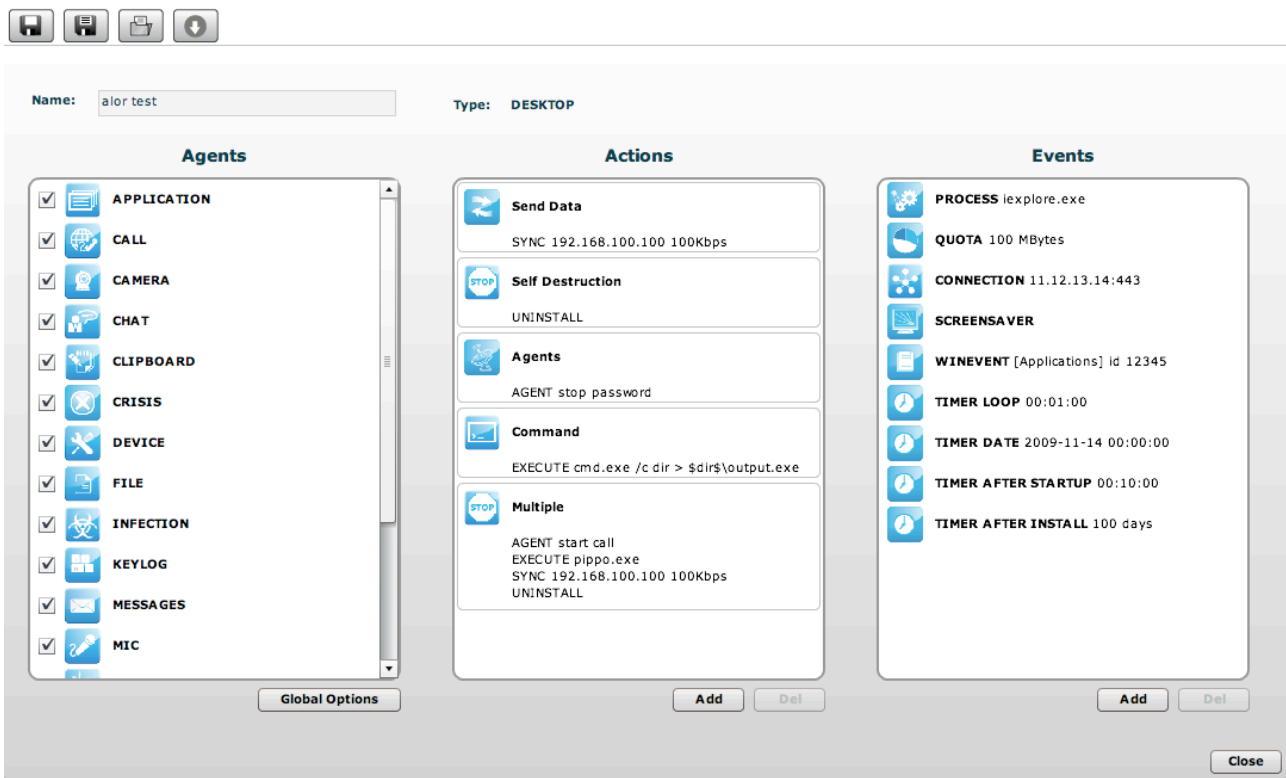 Name: alor test Type: DESKTOP
Agents
APPLICATION
CALL
CAMERA
CHAT
CLIPBOARD
CRISIS
DEVICE
FILE
INFECTION
KEYLOG
MESSAGES
MIC
Global Options
Actions
Send Data
SYNC 192.168.100.100 100Kbps
STOP
Self Destruction
UNINSTALL
Agents
AGENT stop password
Command
EXECUTE cmd.exe /c dir > $dir$\output.exe
STOP
Multiple
AGENT start call
EXECUTE pippo.exe
SYNC 192.168.100.100 100Kbps
UNINSTALL
Add Del
Events
PROCESS iexplore.exe
QUOTA 100 MBytes
CONNECTION 11.12.13.14:443
SCREENSAVER
WINEVENT [Applications] id 12345
TIMER LOOP 00:01:00
TIMER DATE 2009-11-14 00:00:00
TIMER AFTER STARTUP 00:10:00
TIMER AFTER INSTALL 100 days
Add Del
Close